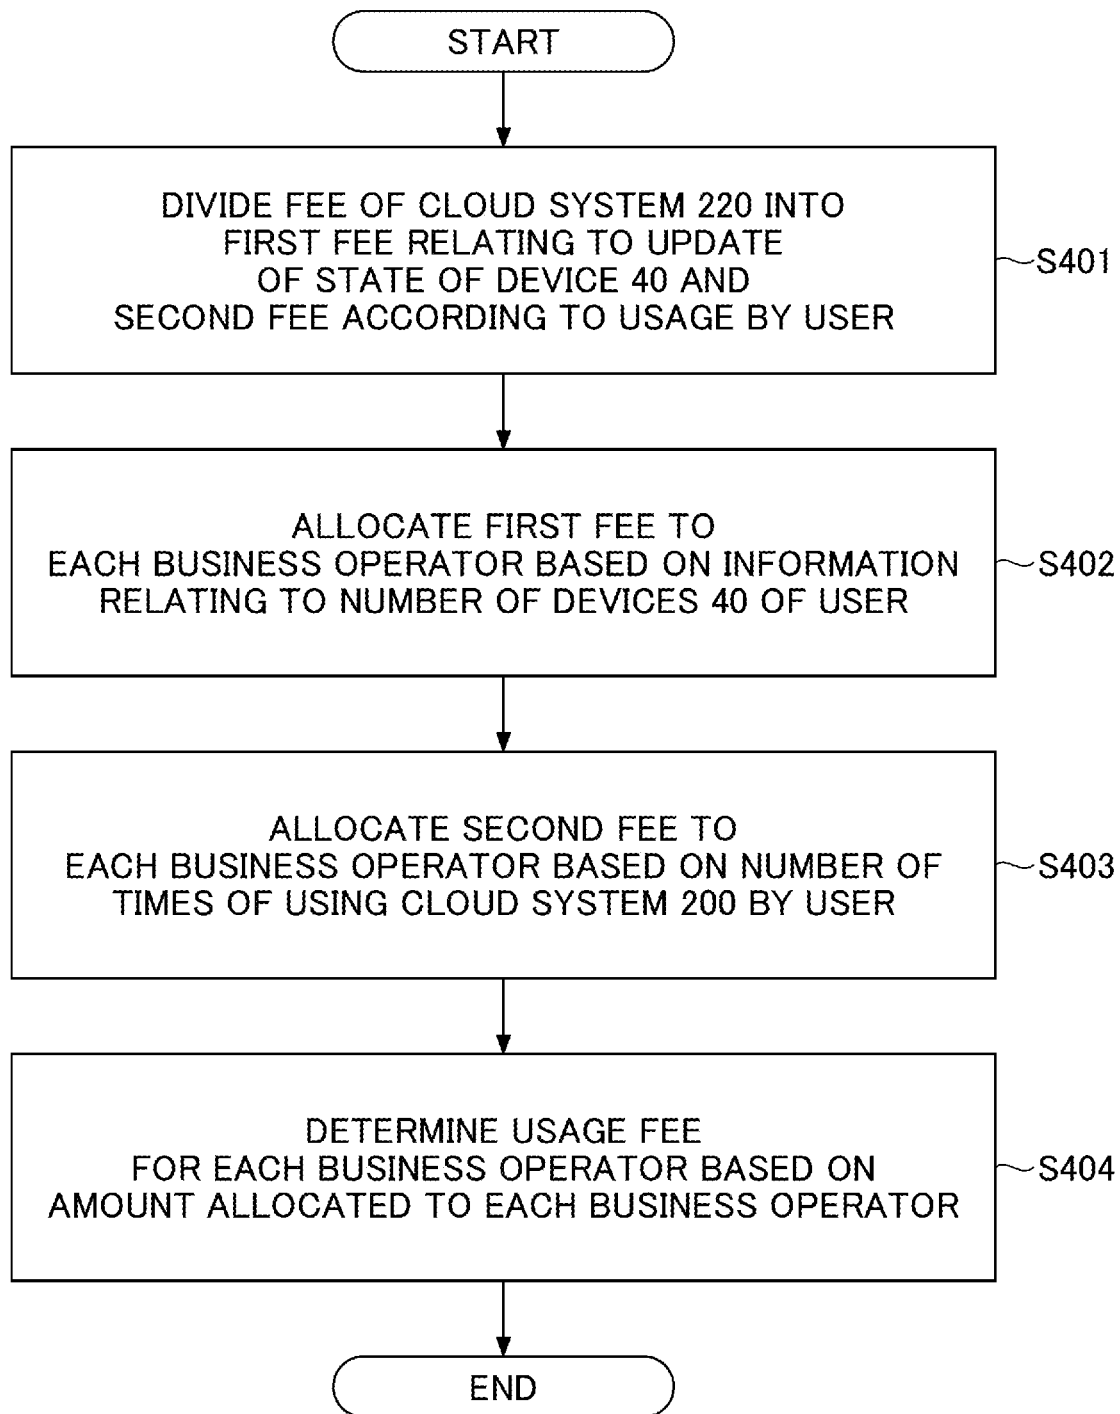 START
DIVIDE FEE OF CLOUD SYSTEM 220 INTO
FIRST FEE RELATING TO UPDATE
OF STATE OF DEVICE 40 AND
SECOND FEE ACCORDING TO USAGE BY USER
S401
ALLOCATE FIRST FEE TO
EACH BUSINESS OPERATOR BASED ON INFORMATION
RELATING TO NUMBER OF DEVICES 40 OF USER
S402
ALLOCATE SECOND FEE TO
EACH BUSINESS OPERATOR BASED ON NUMBER OF
TIMES OF USING CLOUD SYSTEM 200 BY USER
S403
DETERMINE USAGE FEE
FOR EACH BUSINESS OPERATOR BASED ON
AMOUNT ALLOCATED TO EACH BUSINESS OPERATOR
S404
END